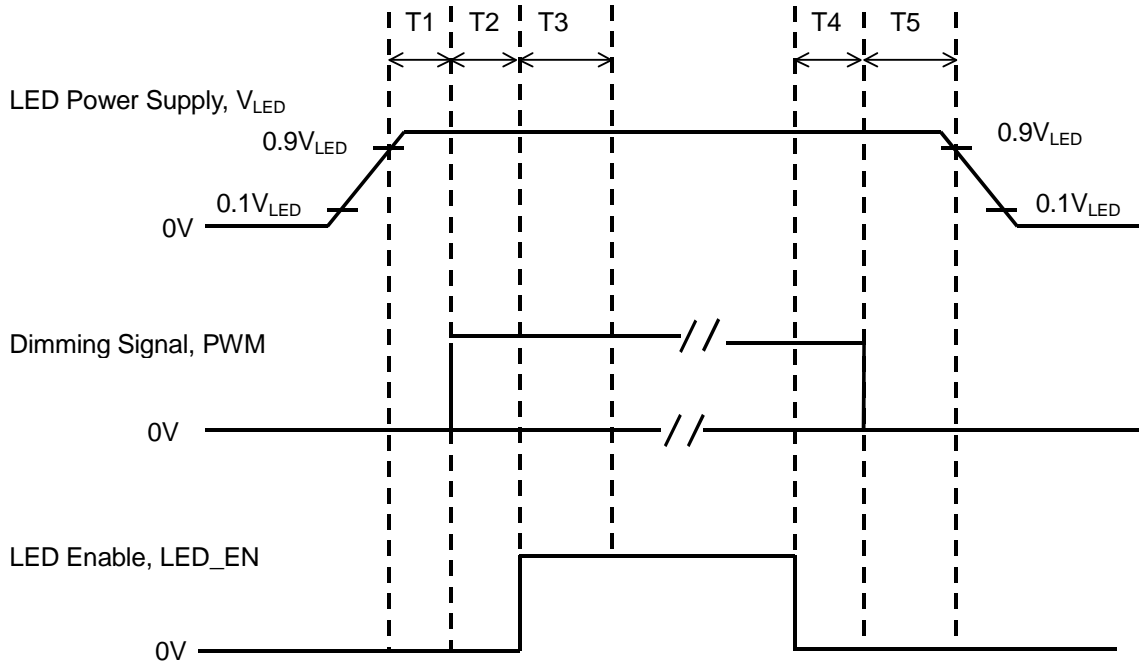 T1 T2 T3 T4 T5
LED Power Supply, VLED
0.9VLED 0.9VLED
0.1VLED 0.1VLED
0V
Dimming Signal, PWM
0V
LED Enable, LED_EN
0V